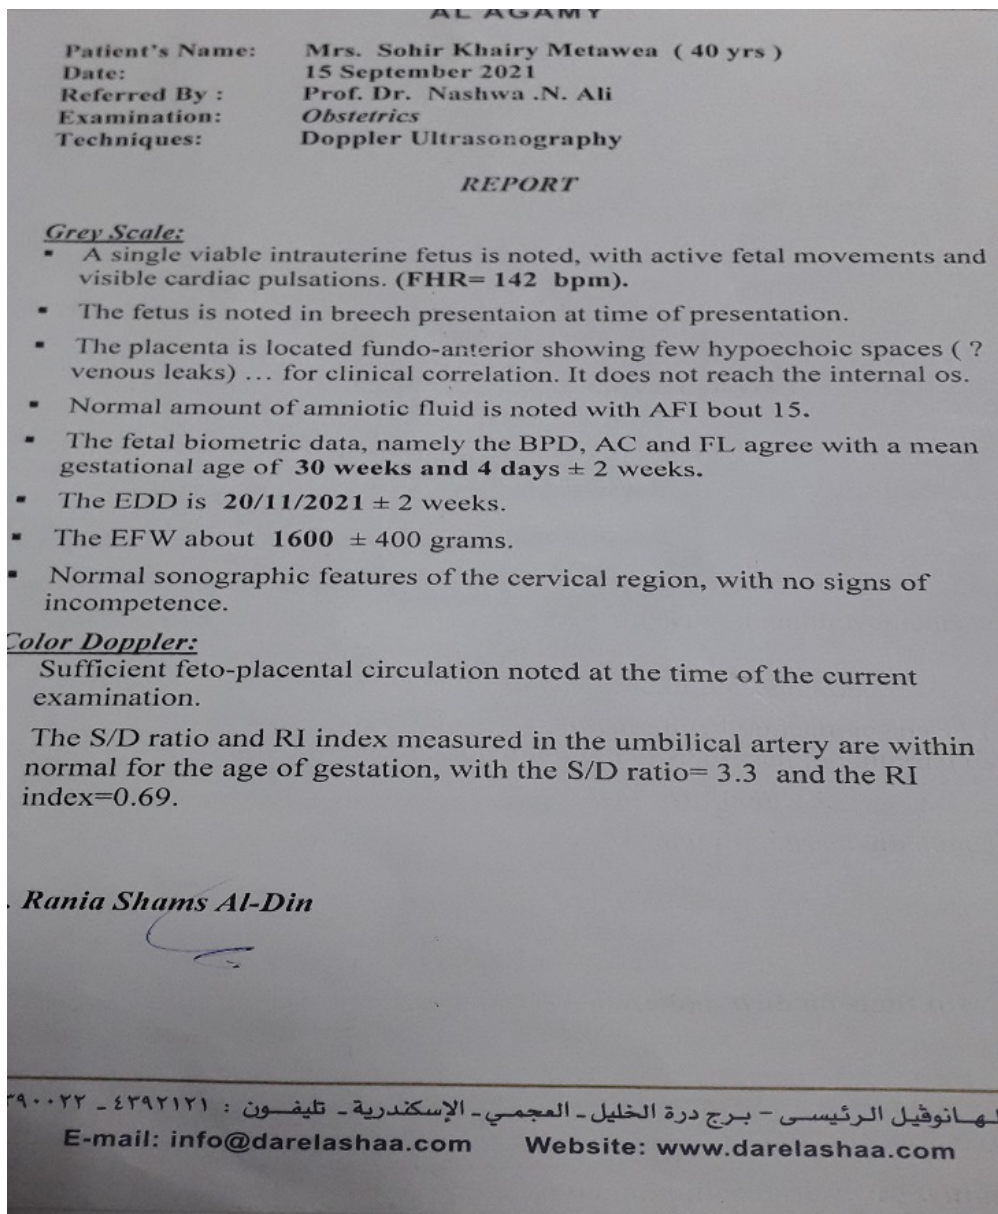 AL AGAMY
Patient's Name: Mrs. Sohir Khairy Metawea ( 40 yrs )
Date: 15 September 2021
Referred By : Prof. Dr. Nashwa .N. Ali
Examination: Obstetrics
Techniques: Doppler Ultrasonography
REPORT
Grey Scale:
▪ A single viable intrauterine fetus is noted, with active fetal movements and
visible cardiac pulsations. (FHR= 142 bpm).
▪ The fetus is noted in breech presentaion at time of presentation.
▪ The placenta is located fundo-anterior showing few hypoechoic spaces ( ?
venous leaks) ... for clinical correlation. It does not reach the internal os.
▪ Normal amount of amniotic fluid is noted with AFI bout 15.
▪ The fetal biometric data, namely the BPD, AC and FL agree with a mean
gestational age of 30 weeks and 4 days ± 2 weeks.
▪ The EDD is 20/11/2021 ± 2 weeks.
▪ The EFW about 1600 ± 400 grams.
▪ Normal sonographic features of the cervical region, with no signs of
incompetence.
Color Doppler:
Sufficient feto-placental circulation noted at the time of the current
examination.
The S/D ratio and RI index measured in the umbilical artery are within
normal for the age of gestation, with the S/D ratio= 3.3 and the RI
index=0.69.
. Rania Shams Al-Din
الهانوڤيل الرئيسى - برج درة الخليل - العجمي - الإسكندرية - تليفون : ٤٣٩٢١٢١ - ٣٩٠٠٢٢
E-mail: info@darelashaa.com Website: www.darelashaa.com